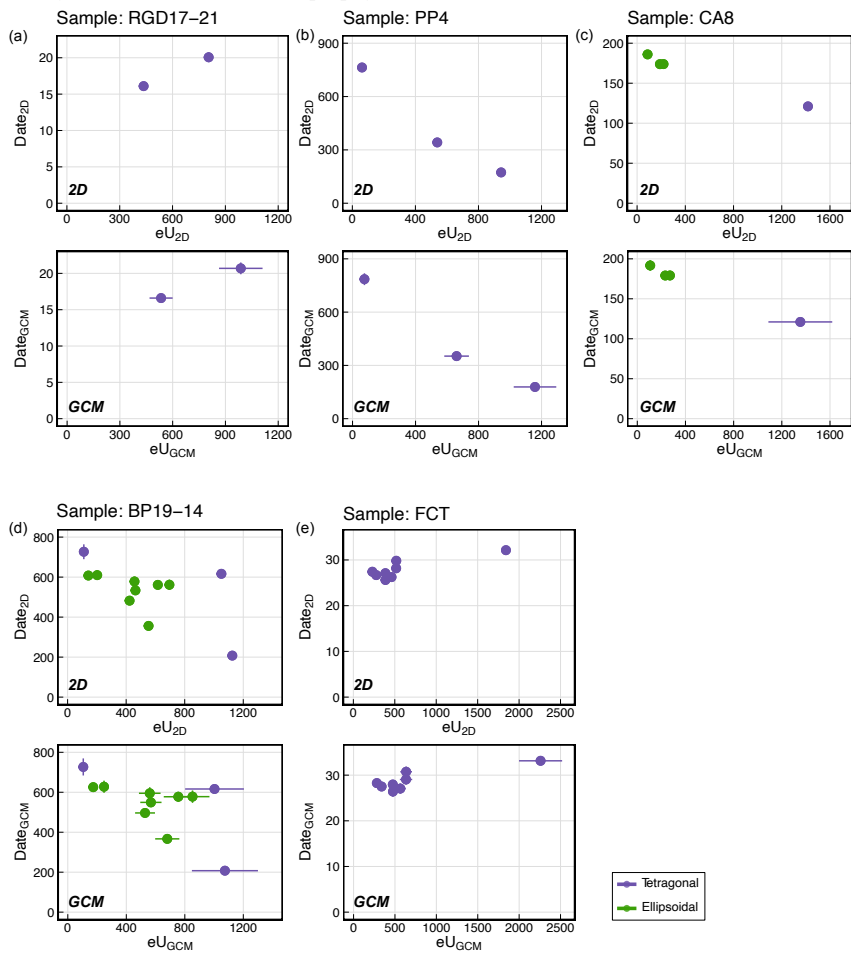 Sample: RGD17−21
(a)
20
15
10
5
0
Date2D
2D
0 300 600 900 1200
eU2D
20
15
10
5
0
DateGCM
GCM
0 300 600 900 1200
eUGCM
Sample: PP4
(b)
900
600
300
0
Date2D
2D
0 400 800 1200
eU2D
900
600
300
0
DateGCM
GCM
0 400 800 1200
eUGCM
Sample: CA8
(c)
200
150
100
50
0
Date2D
2D
0 400 800 1200 1600
eU2D
200
150
100
50
0
DateGCM
GCM
0 400 800 1200 1600
eUGCM
Sample: BP19−14
(d)
800
600
400
200
0
Date2D
2D
0 400 800 1200
eU2D
800
600
400
200
0
DateGCM
GCM
0 400 800 1200
eUGCM
Sample: FCT
(e)
30
20
10
0
Date2D
2D
0 500 1000 1500 2000 2500
eU2D
30
20
10
0
DateGCM
GCM
0 500 1000 1500 2000 2500
eUGCM
Tetragonal
Ellipsoidal